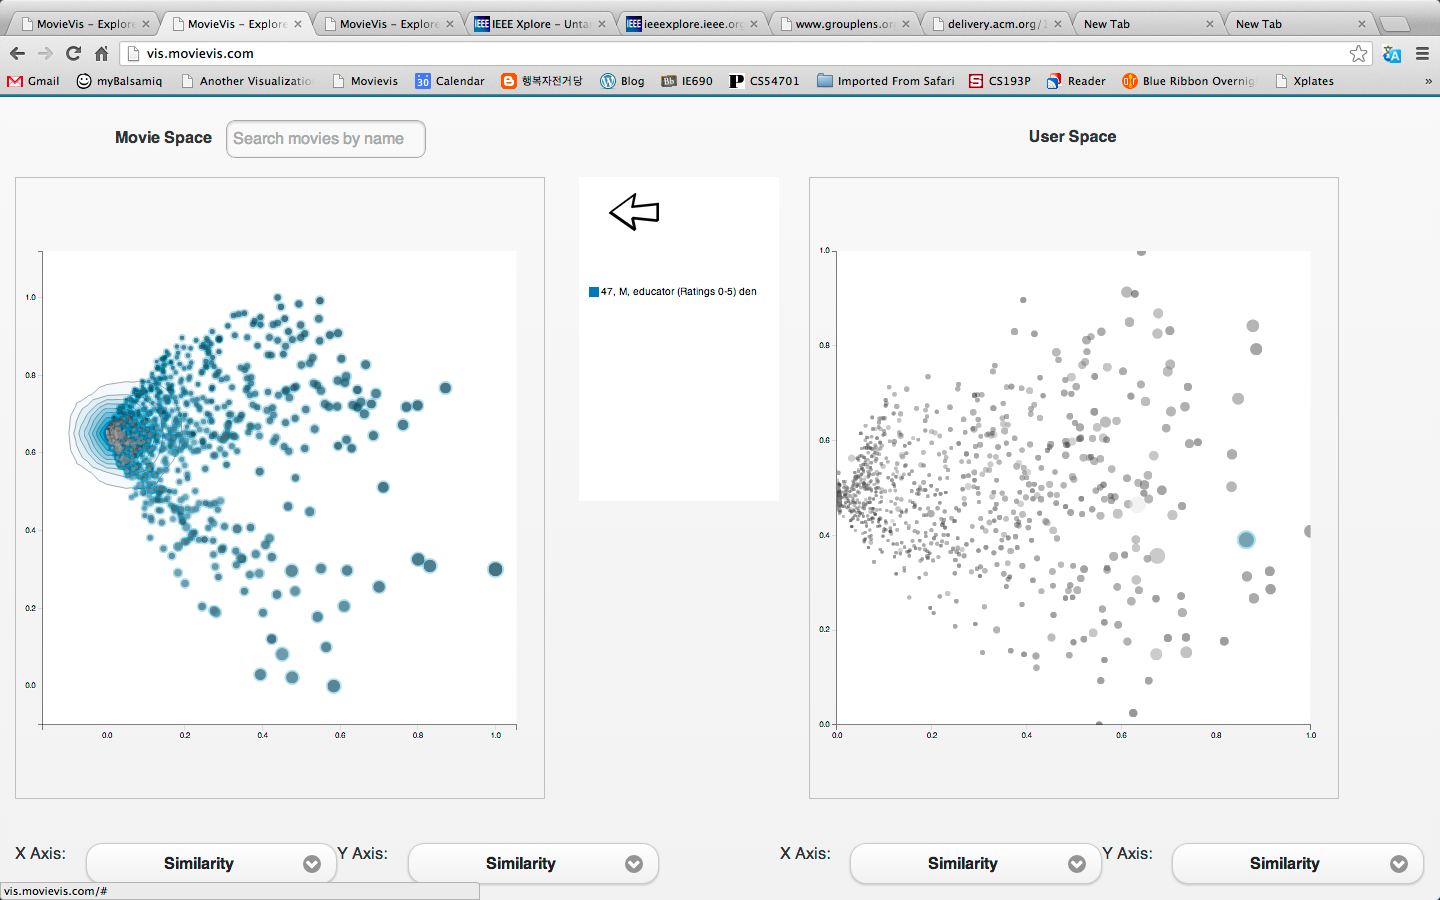 MovieVis – Explore
MovieVis – Explore
MovieVis – Explore
IEEE Xplore – Unta
ieeexplore.ieee.org
www.grouplens.org
delivery.acm.org/1
New Tab
New Tab
vis.movievis.com
Gmail
myBalsamiq
Another Visualizatio
Movievis
30
Calendar
행복자전거당
Blog
Bb
IE690
P
CS54701
Imported From Safari
S
CS193P
Reader
Blue Ribbon Overnig
Xplates
»
Movie Space
Search movies by name
User Space
47, M, educator (Ratings 0-5) den
1.0
0.8
0.6
0.4
0.2
0.0
0.0 0.2 0.4 0.6 0.8 1.0
1.0
0.8
0.6
0.4
0.2
0.0
0.0 0.2 0.4 0.6 0.8 1.0
X Axis:
Similarity
Y Axis:
Similarity
X Axis:
Similarity
Y Axis:
Similarity
vis.movievis.com/#